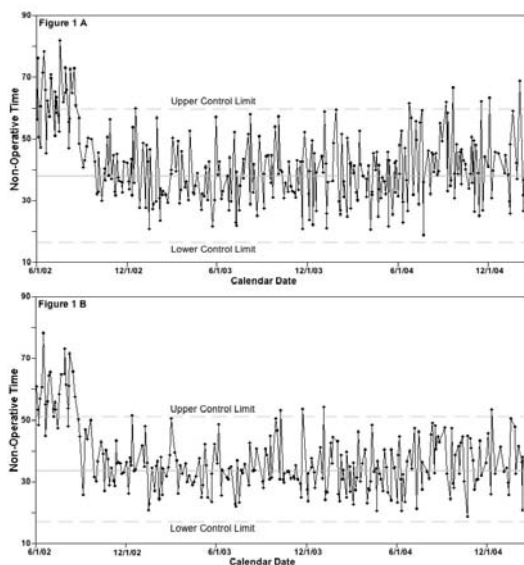 Figure 1 A
90
70
50
30
10
Non-Operative Time
Upper Control Limit
Lower Control Limit
6/1/02 12/1/02 6/1/03 12/1/03 6/1/04 12/1/04
Calendar Date
Figure 1 B
90
70
50
30
10
Non-Operative Time
Upper Control Limit
Lower Control Limit
6/1/02 12/1/02 6/1/03 12/1/03 6/1/04 12/1/04
Calendar Date